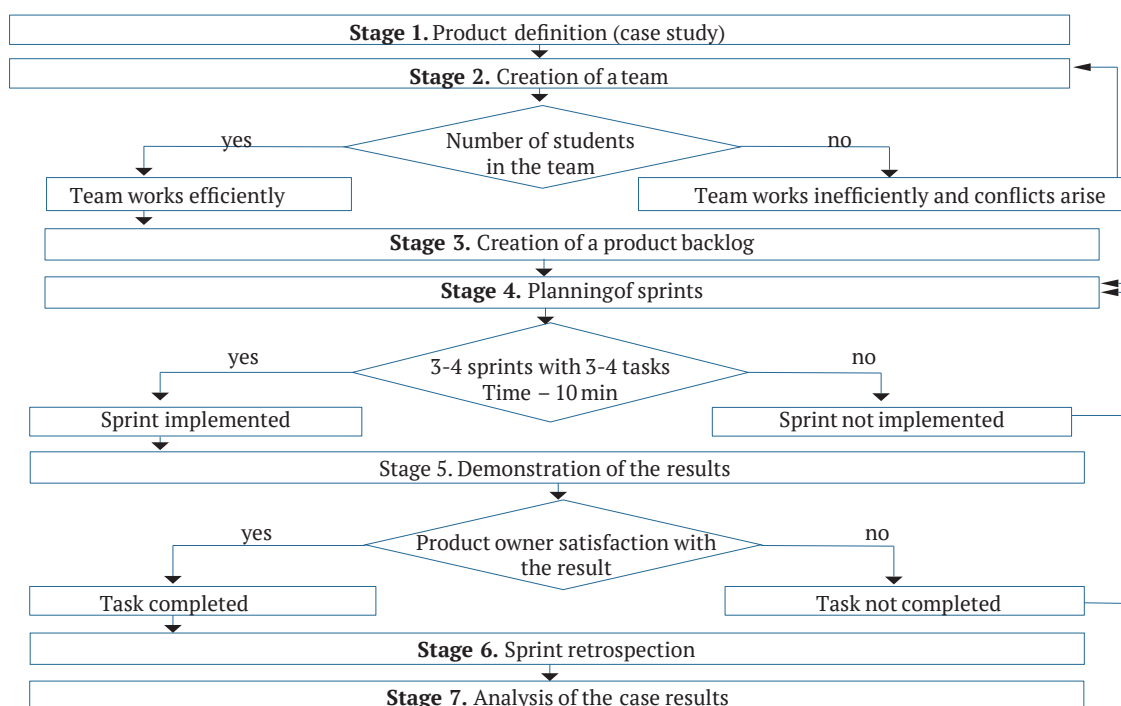 Stage 1. Product definition (case study)
Stage 2. Creation of a team
yes
Number of students
in the team
no
Team works efficiently
Team works inefficiently and conflicts arise
Stage 3. Creation of a product backlog
Stage 4. Planningof sprints
yes
3-4 sprints with 3-4 tasks
Time – 10 min
no
Sprint implemented
Sprint not implemented
Stage 5. Demonstration of the results
yes
Product owner satisfaction with
the result
no
Task completed
Task not completed
Stage 6. Sprint retrospection
Stage 7. Analysis of the case results